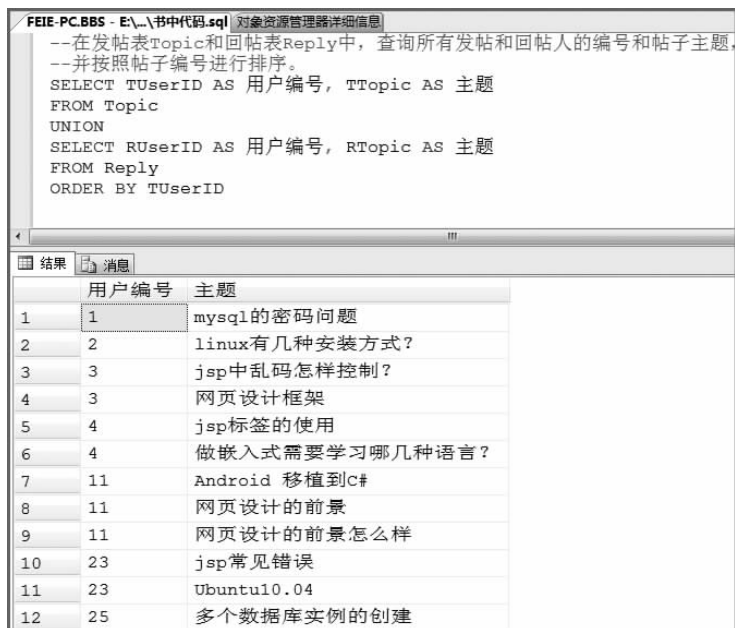 FEIE-PC.BBS - E:\...\书中代码.sql 对象资源管理器详细信息
--在发帖表Topic和回帖表Reply中，查询所有发帖和回帖人的编号和帖子主题，
--并按照帖子编号进行排序。
SELECT TUserID AS 用户编号, TTopic AS 主题
FROM Topic
UNION
SELECT RUserID AS 用户编号, RTopic AS 主题
FROM Reply
ORDER BY TUserID
结果 消息
用户编号 主题
1 1 mysql的密码问题
2 2 linux有几种安装方式？
3 3 jsp中乱码怎样控制？
4 3 网页设计框架
5 4 jsp标签的使用
6 4 做嵌入式需要学习哪几种语言？
7 11 Android 移植到C#
8 11 网页设计的前景
9 11 网页设计的前景怎么样
10 23 jsp常见错误
11 23 Ubuntu10.04
12 25 多个数据库实例的创建